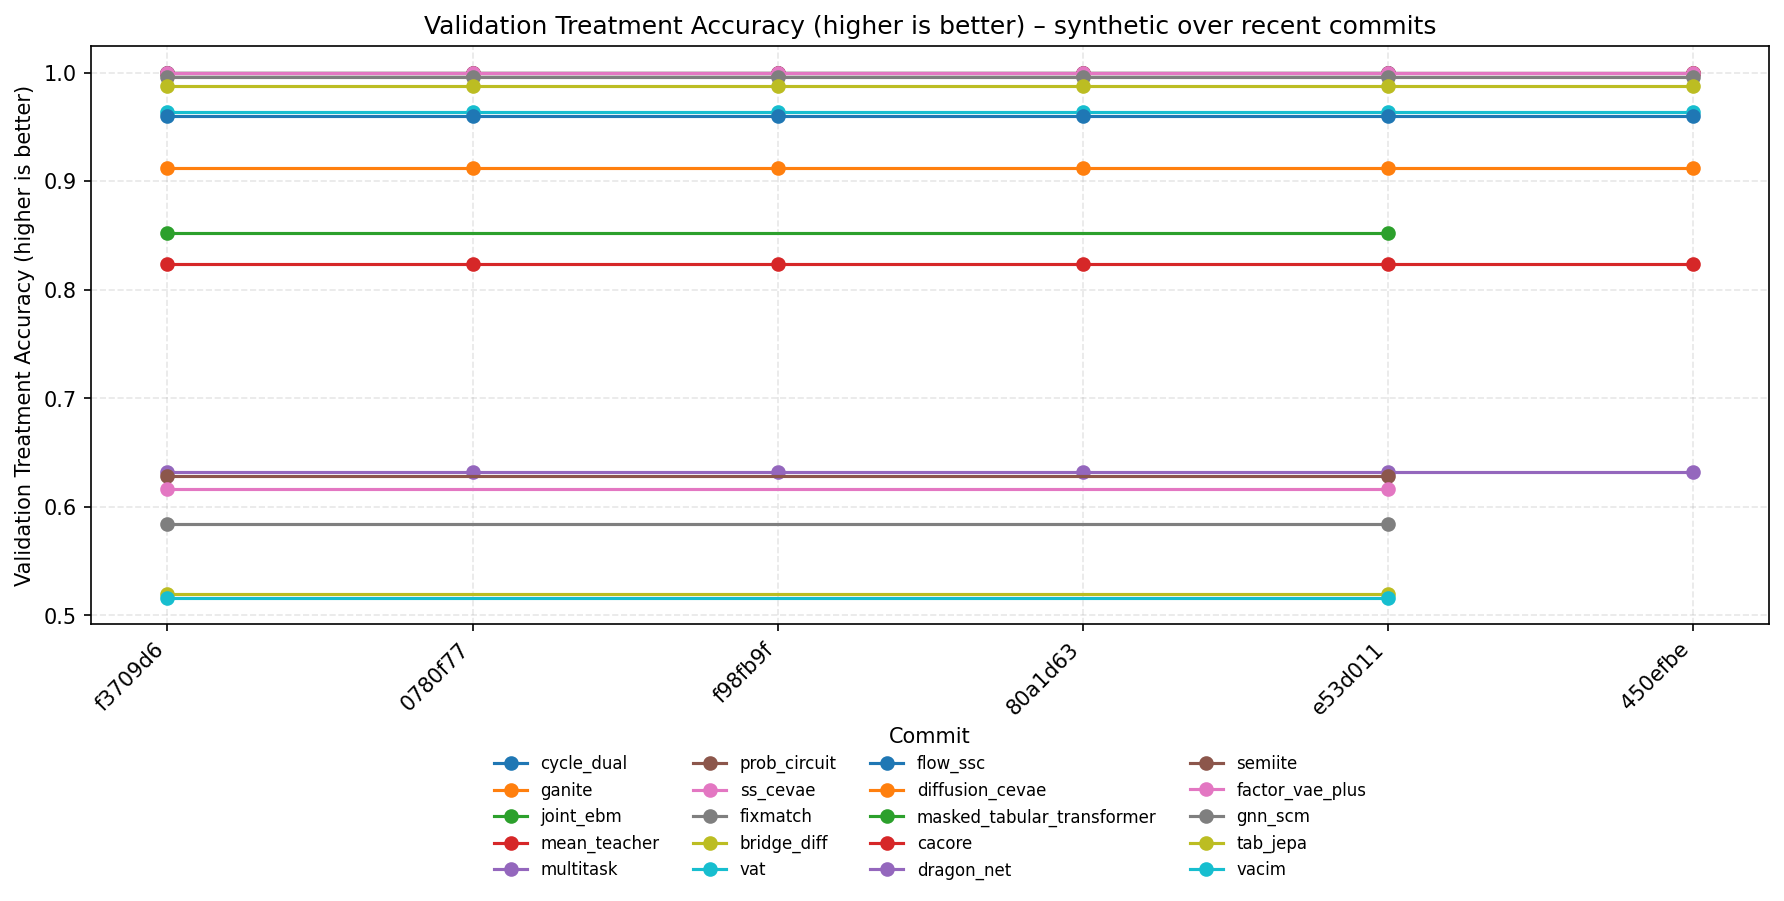 Validation Treatment Accuracy (higher is better) – synthetic over recent commits
Validation Treatment Accuracy (higher is better)
1.0
0.9
0.8
0.7
0.6
0.5
f3709d6
0780f77
f98fb9f
80a1d63
e53d011
450efbe
Commit
cycle_dual
ganite
joint_ebm
mean_teacher
multitask
prob_circuit
ss_cevae
fixmatch
bridge_diff
vat
flow_ssc
diffusion_cevae
masked_tabular_transformer
cacore
dragon_net
semiite
factor_vae_plus
gnn_scm
tab_jepa
vacim